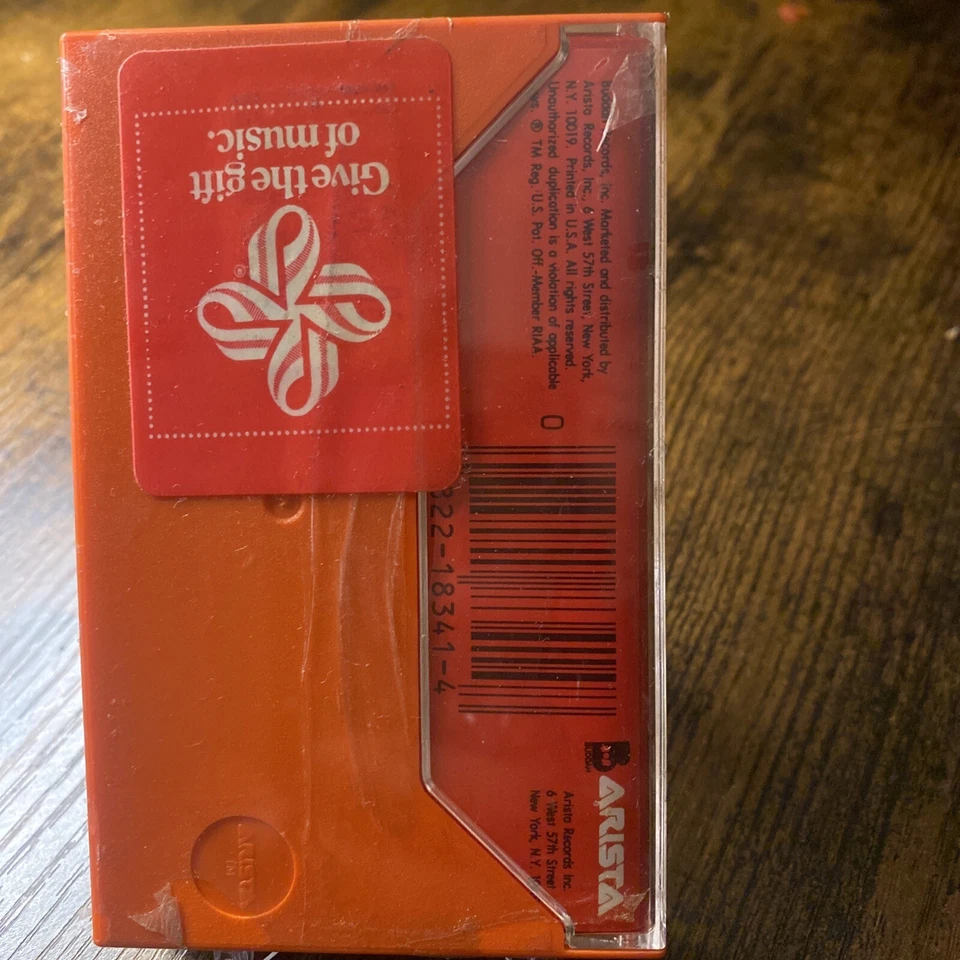 Give the gift
of music.
®
Records, Inc. Marketed and distributed by
Arista Records, Inc., 6 West 57th Street, New York,
N.Y. 10019. Printed in U.S.A. All rights reserved.
Unauthorized duplication is a violation of applicable
® TM Reg. U.S. Pat. Off.-Member RIAA.
0
822-18341-4
ARISTA
Arista Records Inc.
6 West 57th Street
New York, N.Y.
ARISTA